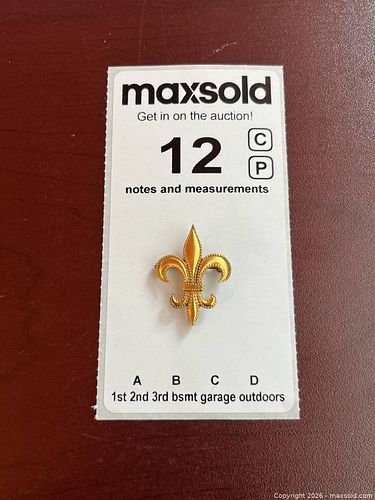 maxsold
Get in on the auction!
12
C
P
notes and measurements
A B C D
1st 2nd 3rd bsmt garage outdoors
Copyright 2026 - maxsold.com